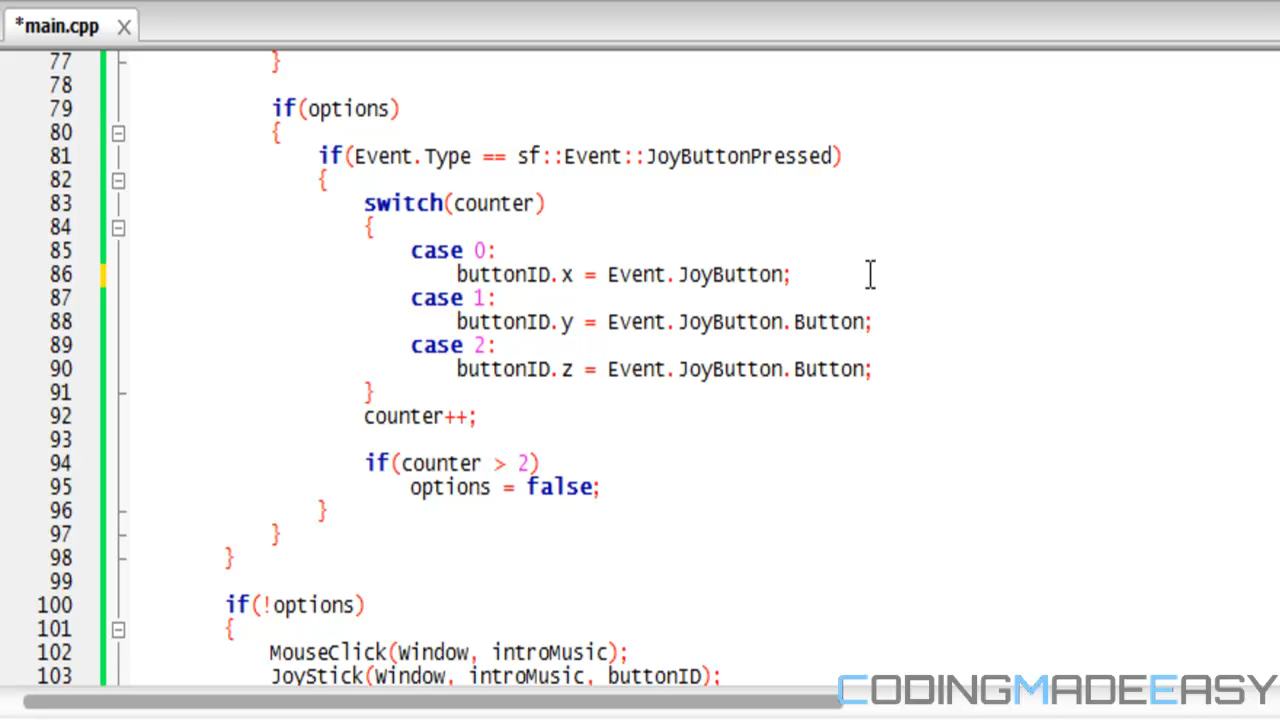 *main.cpp X
77 }
78
79 if(options)
80 {
81 if(Event.Type == sf::Event::JoyButtonPressed)
82 {
83 switch(counter)
84 {
85 case 0:
86 buttonID.x = Event.JoyButton;
87 case 1:
88 buttonID.y = Event.JoyButton.Button;
89 case 2:
90 buttonID.z = Event.JoyButton.Button;
91 }
92 counter++;
93
94 if(counter > 2)
95 options = false;
96 }
97 }
98 }
99
100 if(!options)
101 {
102 MouseClick(Window, introMusic);
103 JoyStick(Window, introMusic, buttonID);
CODINGMADEEASY